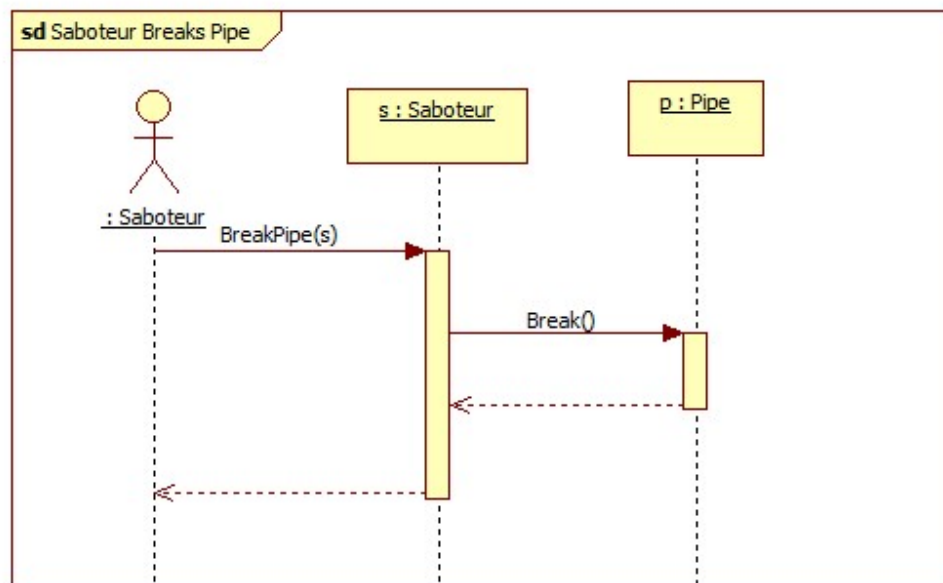 sd Saboteur Breaks Pipe
s : Saboteur
p : Pipe
: Saboteur
BreakPipe(s)
Break()